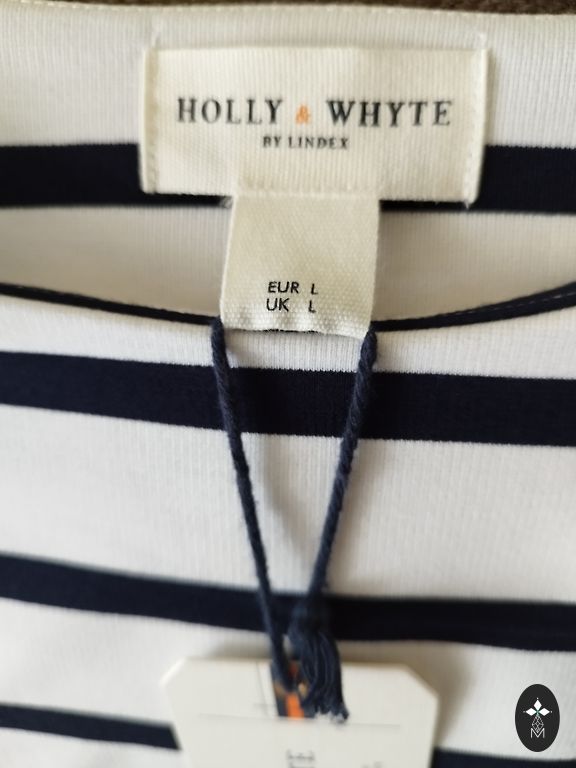 HOLLY & WHYTE
BY LINDEX
EUR L
UK L